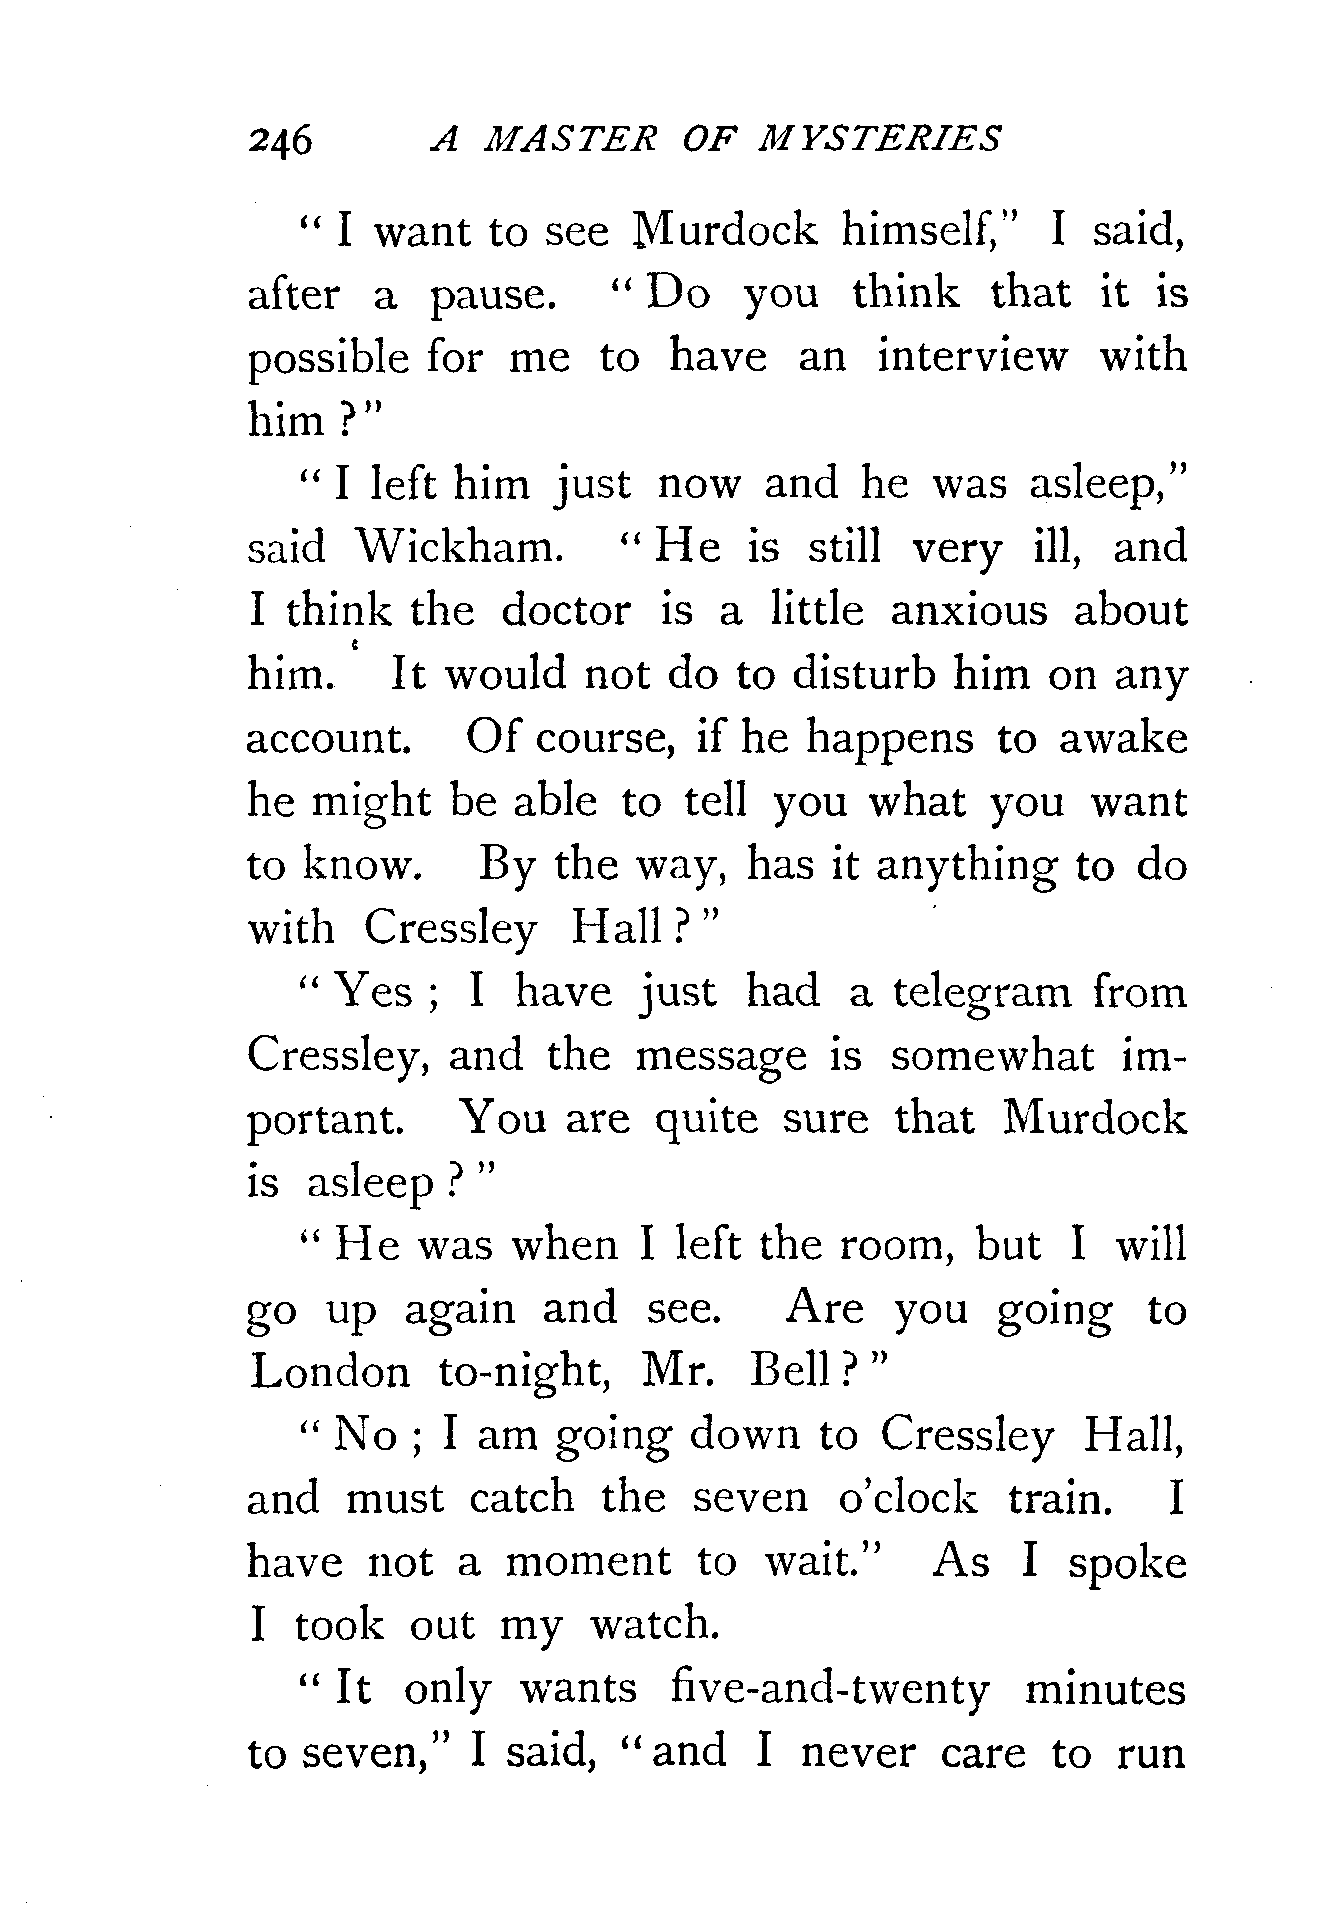 246 A MASTER OF MYSTERIES
“ I want to see Murdock himself,” I said,
after a pause. “ Do you think that it is
possible for me to have an interview with
him ?”
“ I left him just now and he was asleep,”
said Wickham. “ He is still very ill, and
I think the doctor is a little anxious about
him. It would not do to disturb him on any
account. Of course, if he happens to awake
he might be able to tell you what you want
to know. By the way, has it anything to do
with Cressley Hall ? ”
“ Yes ; I have just had a telegram from
Cressley, and the message is somewhat im-
portant. You are quite sure that Murdock
is asleep ? ”
“ He was when I left the room, but I will
go up again and see. Are you going to
London to-night, Mr. Bell ? ”
“ No ; I am going down to Cressley Hall,
and must catch the seven o’clock train. I
have not a moment to wait.” As I spoke
I took out my watch.
“ It only wants five-and-twenty minutes
to seven,” I said, “ and I never care to run